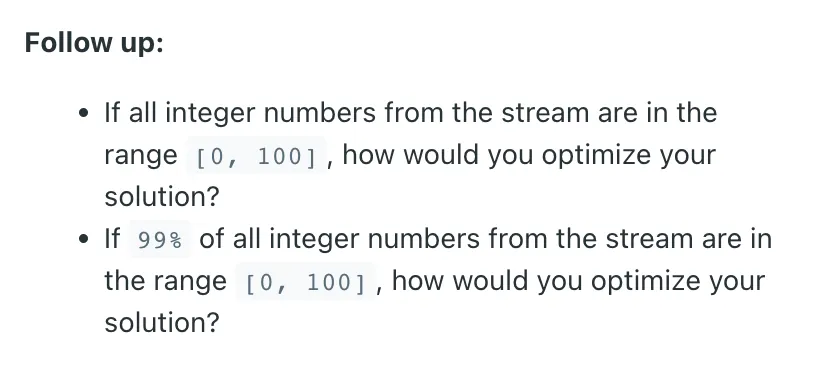 Follow up:
• If all integer numbers from the stream are in the
range [0, 100], how would you optimize your
solution?
• If 99% of all integer numbers from the stream are in
the range [0, 100], how would you optimize your
solution?